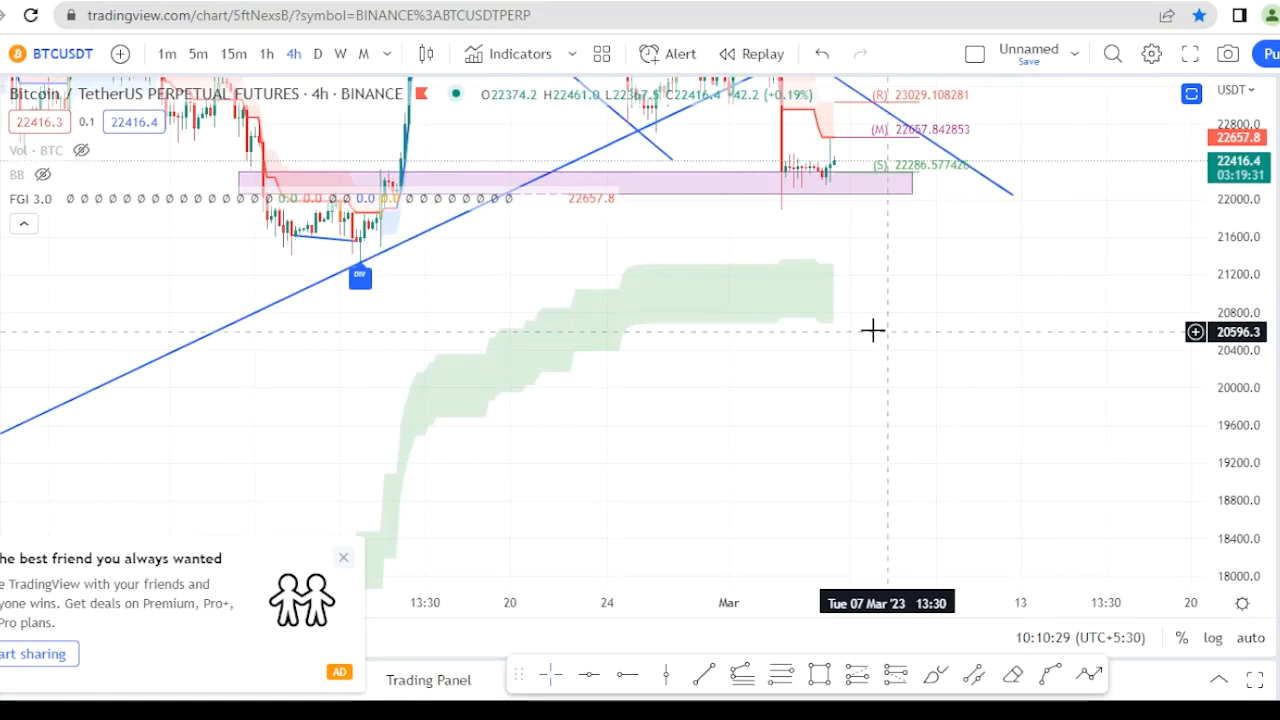 tradingview.com/chart/5ftNexsB/?symbol=BINANCE%3ABTCUSDTPERP
BTCUSDT 1m 5m 15m 1h 4h D W M Indicators Alert Replay Unnamed Save Pu
Bitcoin / TetherUS PERPETUAL FUTURES · 4h · BINANCE O22374.2 H22461.0 C22416.4 +42.2 (+0.19%)
22416.3 0.1 22416.4
Vol · BTC
BB
FGI 3.0 Ø Ø Ø Ø Ø Ø Ø Ø Ø Ø Ø Ø Ø Ø Ø 0.0 0.0 Ø Ø 0.0 0.0 Ø Ø Ø Ø Ø Ø Ø Ø 22657.8
(R) 23029.108281
(M) 22657.842853
(S) 22286.577426
DIV
USDT
22800.0
22657.8
22416.4
03:19:31
22000.0
21600.0
21200.0
20800.0
20596.3
20400.0
20000.0
19600.0
19200.0
18800.0
18400.0
18000.0
13:30 20 24 Mar Tue 07 Mar '23 13:30 13 13:30 20
he best friend you always wanted
e TradingView with your friends and
yone wins. Get deals on Premium, Pro+,
Pro plans.
art sharing
AD
10:10:29 (UTC+5:30) % log auto
Trading Panel